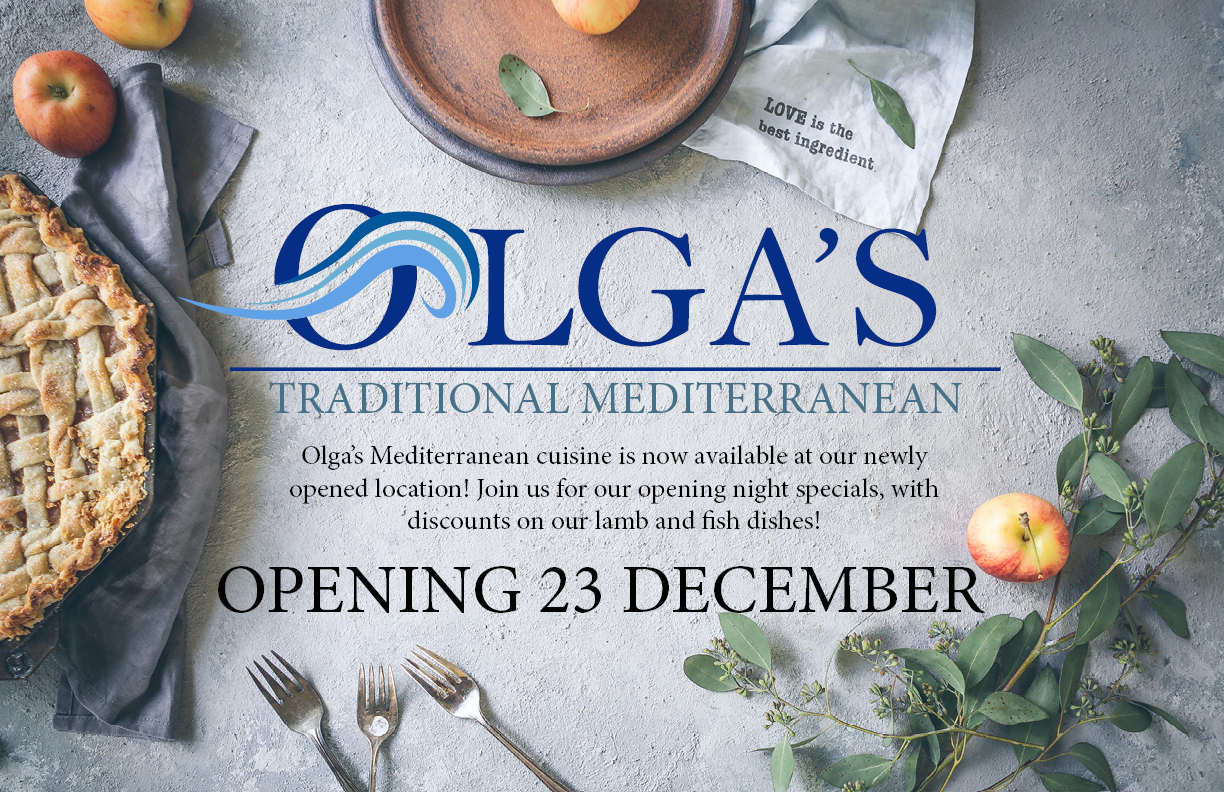 LOVE is the
best ingredient
OLGA’S
TRADITIONAL MEDITERRANEAN
Olga’s Mediterranean cuisine is now available at our newly
opened location! Join us for our opening night specials, with
discounts on our lamb and fish dishes!
OPENING 23 DECEMBER